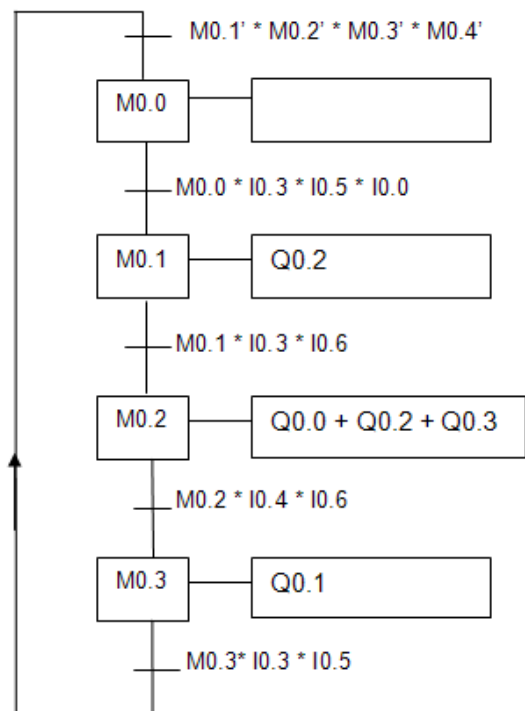 M0.1’ * M0.2’ * M0.3’ * M0.4’
M0.0
M0.0 * I0.3 * I0.5 * I0.0
M0.1
Q0.2
M0.1 * I0.3 * I0.6
M0.2
Q0.0 + Q0.2 + Q0.3
M0.2 * I0.4 * I0.6
M0.3
Q0.1
M0.3* I0.3 * I0.5